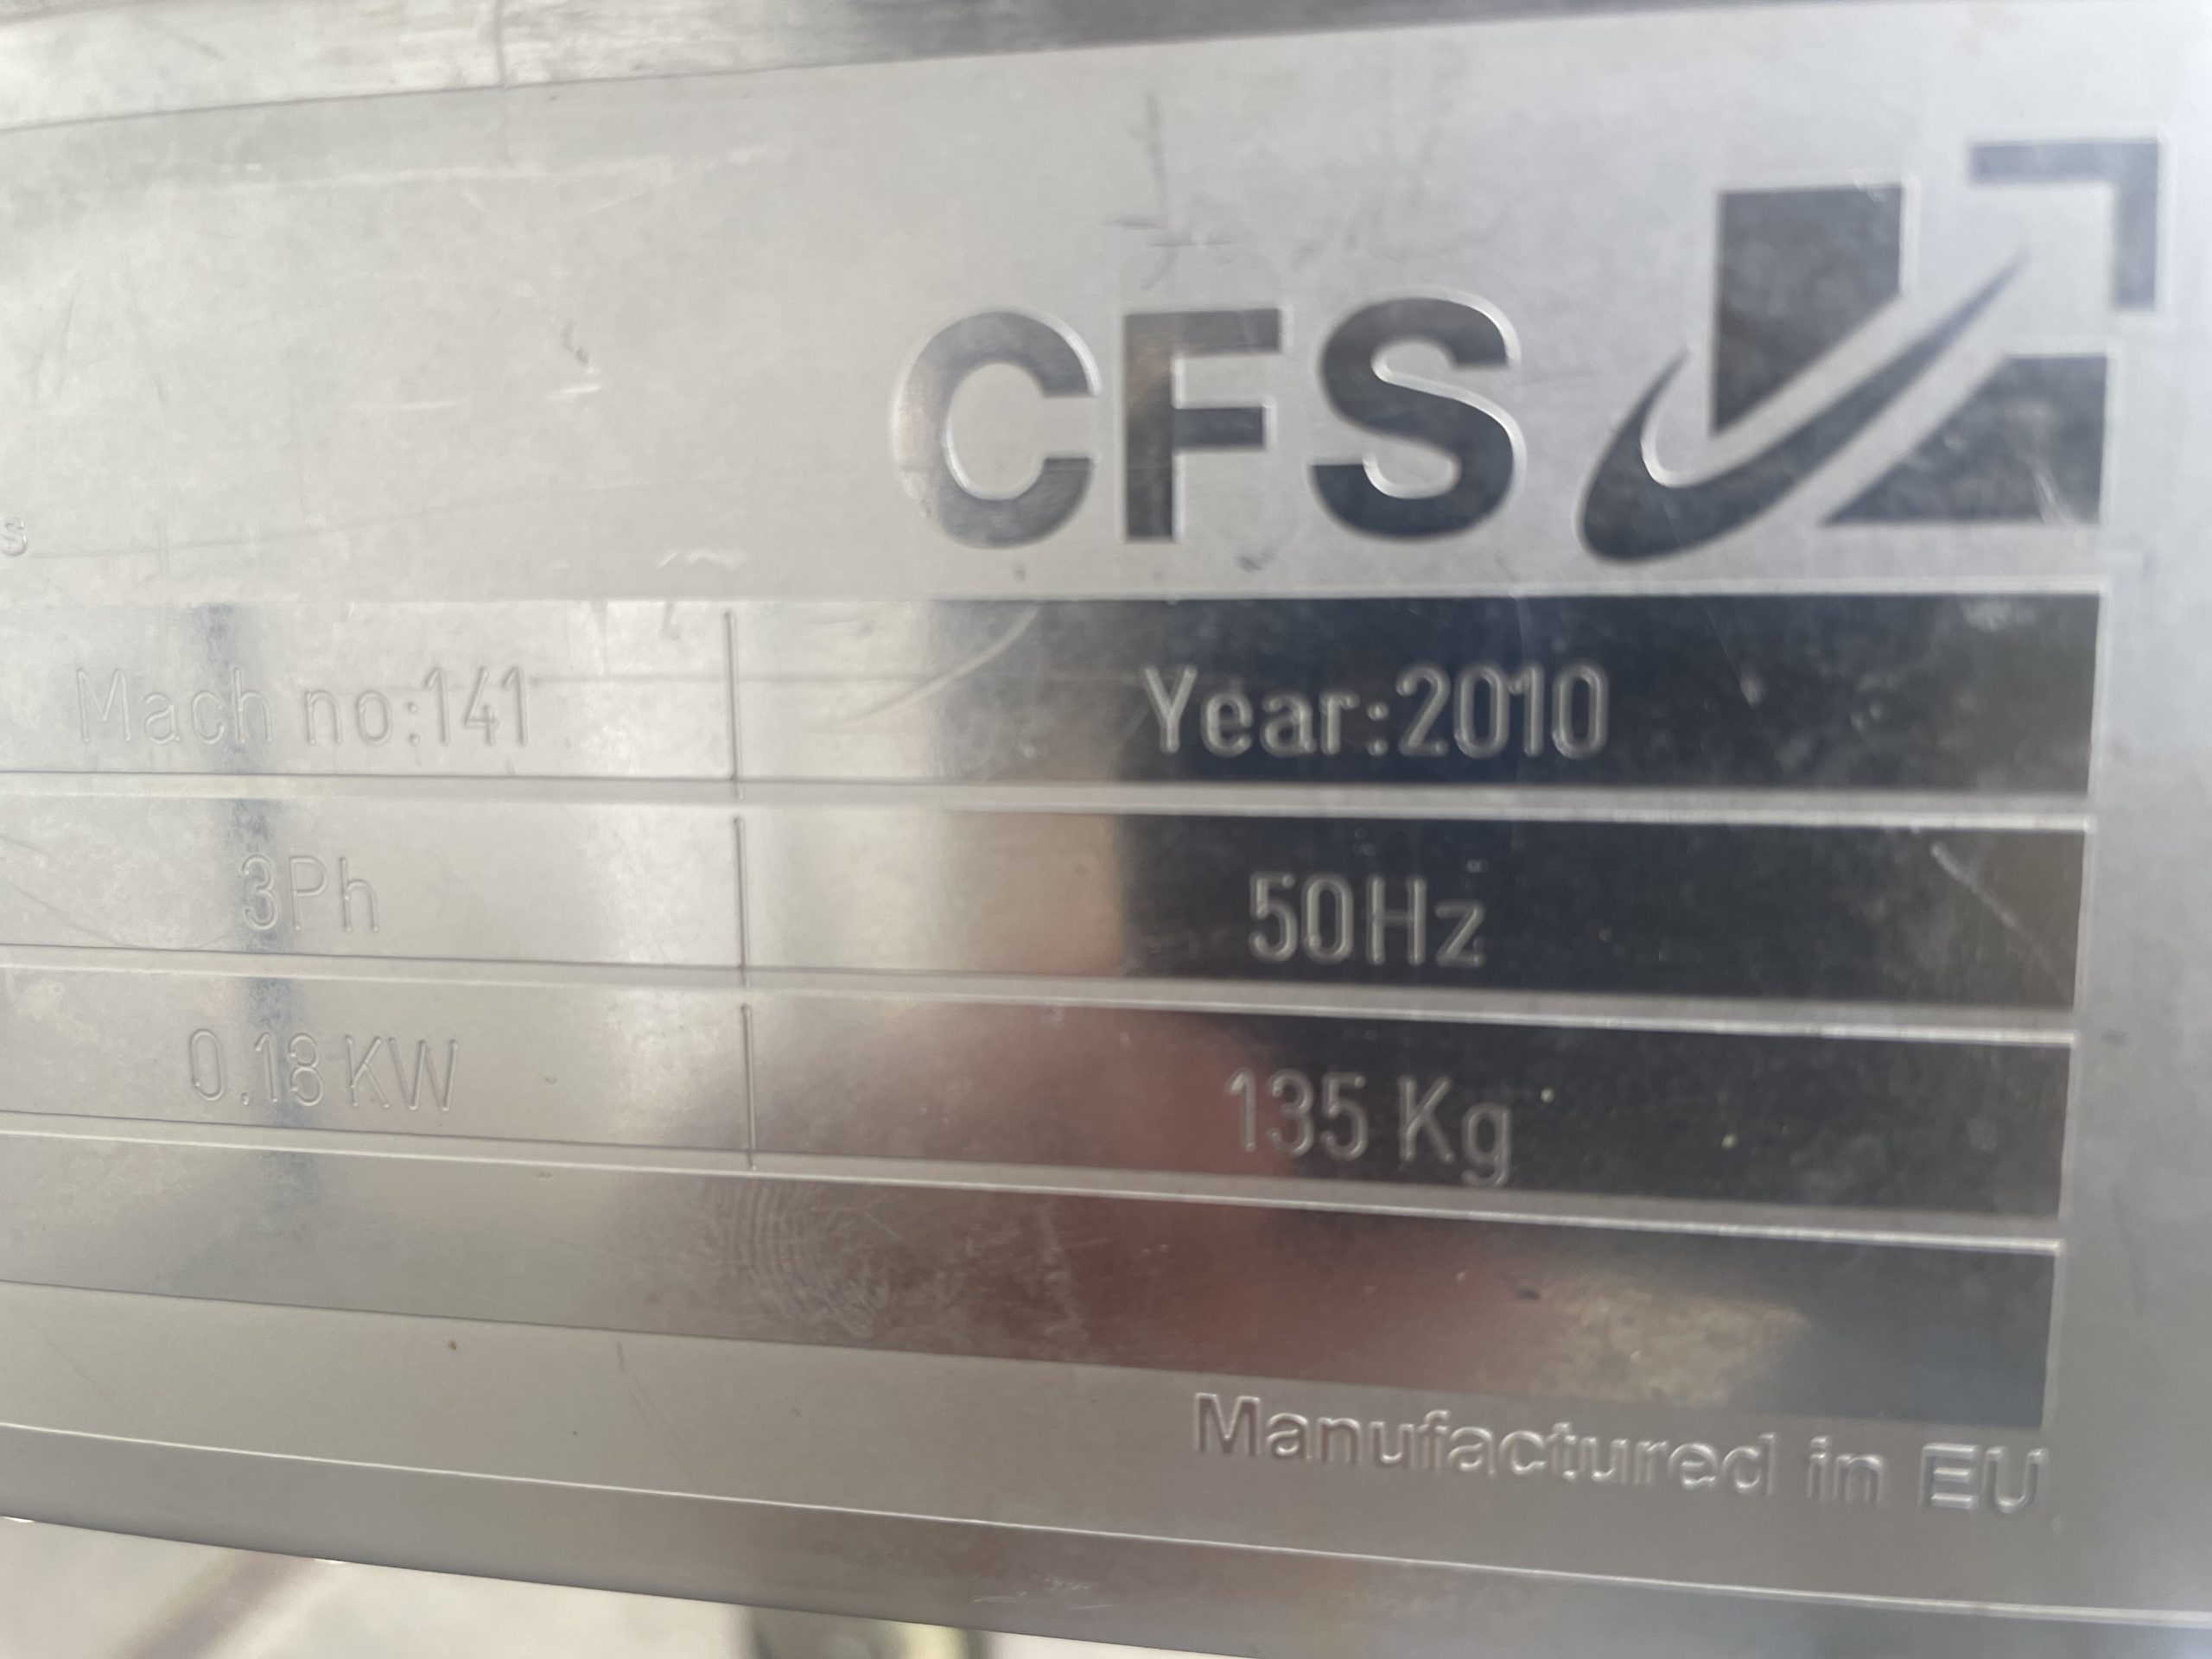 CFS
s
Mach no:141 Year:2010
3Ph 50Hz
0.18 KW 135 Kg
Manufactured in EU